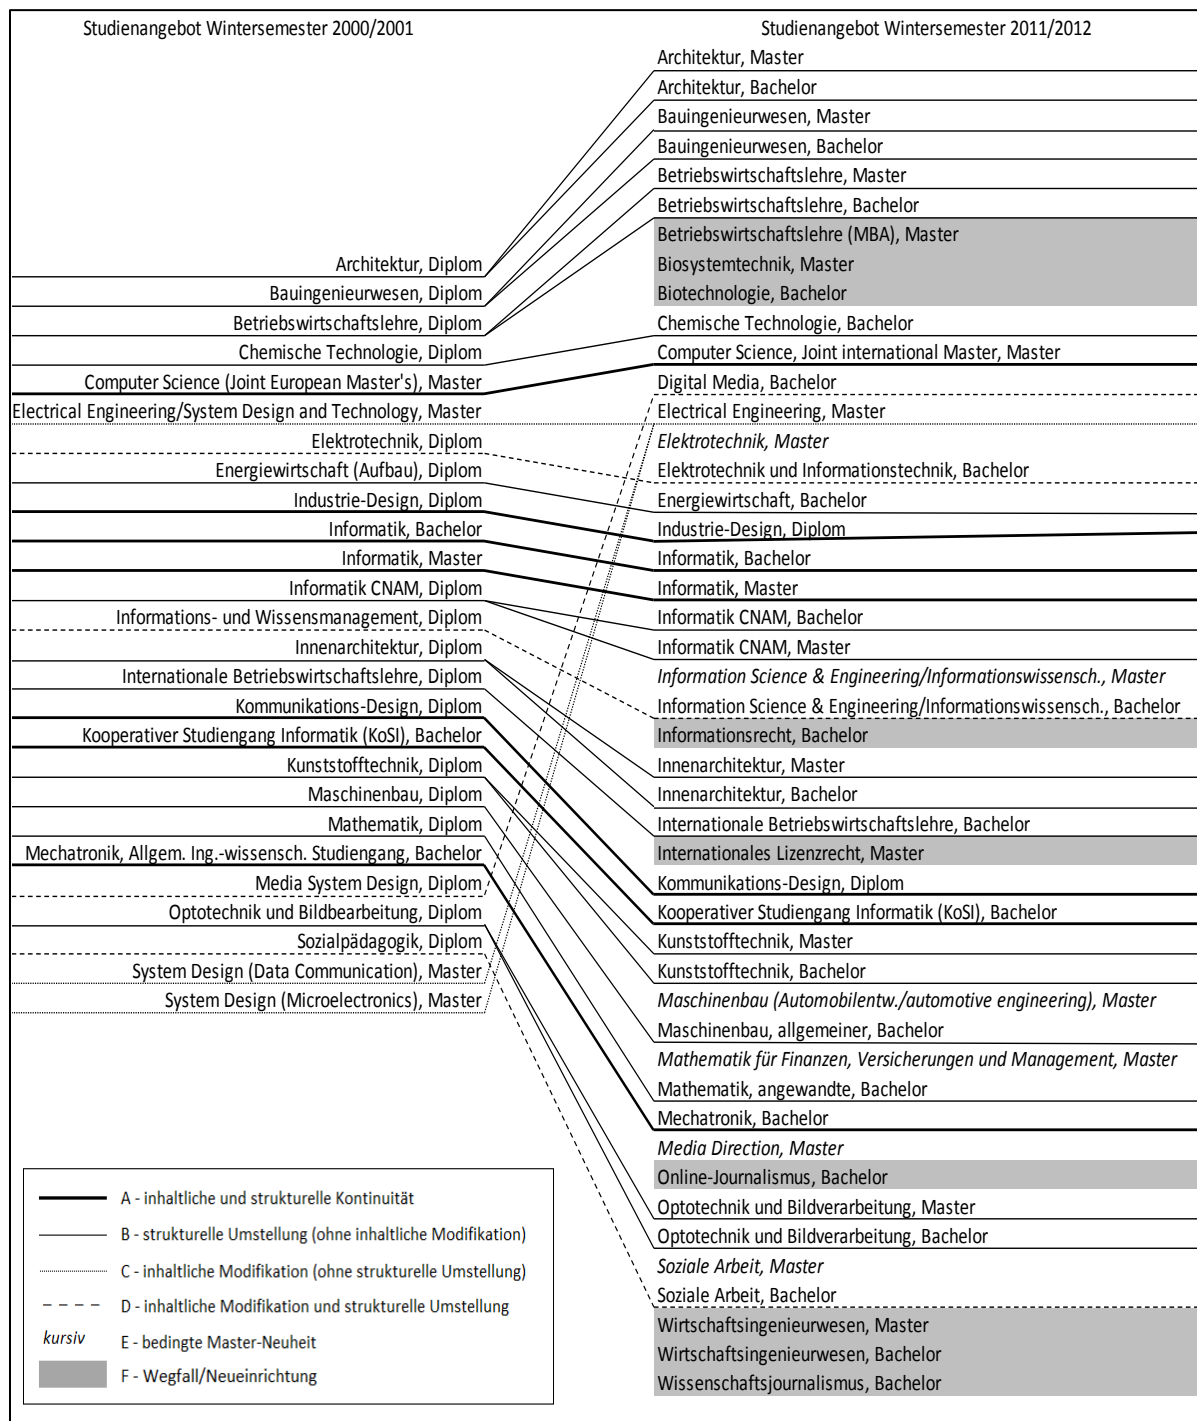 Studienangebot Wintersemester 2000/2001
Architektur, Diplom
Bauingenieurwesen, Diplom
Betriebswirtschaftslehre, Diplom
Chemische Technologie, Diplom
Computer Science (Joint European Master's), Master
Electrical Engineering/System Design and Technology, Master
Elektrotechnik, Diplom
Energiewirtschaft (Aufbau), Diplom
Industrie-Design, Diplom
Informatik, Bachelor
Informatik, Master
Informatik CNAM, Diplom
Informations- und Wissensmanagement, Diplom
Innenarchitektur, Diplom
Internationale Betriebswirtschaftslehre, Diplom
Kommunikations-Design, Diplom
Kooperativer Studiengang Informatik (KoSI), Bachelor
Kunststofftechnik, Diplom
Maschinenbau, Diplom
Mathematik, Diplom
Mechatronik, Allgem. Ing.-wissensch. Studiengang, Bachelor
Media System Design, Diplom
Optotechnik und Bildbearbeitung, Diplom
Sozialpädagogik, Diplom
System Design (Data Communication), Master
System Design (Microelectronics), Master
Studienangebot Wintersemester 2011/2012
Architektur, Master
Architektur, Bachelor
Bauingenieurwesen, Master
Bauingenieurwesen, Bachelor
Betriebswirtschaftslehre, Master
Betriebswirtschaftslehre, Bachelor
Betriebswirtschaftslehre (MBA), Master
Biosystemtechnik, Master
Biotechnologie, Bachelor
Chemische Technologie, Bachelor
Computer Science, Joint international Master, Master
Digital Media, Bachelor
Electrical Engineering, Master
Elektrotechnik, Master
Elektrotechnik und Informationstechnik, Bachelor
Energiewirtschaft, Bachelor
Industrie-Design, Diplom
Informatik, Bachelor
Informatik, Master
Informatik CNAM, Bachelor
Informatik CNAM, Master
Information Science & Engineering/Informationswissensch., Master
Information Science & Engineering/Informationswissensch., Bachelor
Informationsrecht, Bachelor
Innenarchitektur, Master
Innenarchitektur, Bachelor
Internationale Betriebswirtschaftslehre, Bachelor
Internationales Lizenzrecht, Master
Kommunikations-Design, Diplom
Kooperativer Studiengang Informatik (KoSI), Bachelor
Kunststofftechnik, Master
Kunststofftechnik, Bachelor
Maschinenbau (Automobilentw./automotive engineering), Master
Maschinenbau, allgemeiner, Bachelor
Mathematik für Finanzen, Versicherungen und Management, Master
Mathematik, angewandte, Bachelor
Mechatronik, Bachelor
Media Direction, Master
Online-Journalismus, Bachelor
Optotechnik und Bildverarbeitung, Master
Optotechnik und Bildverarbeitung, Bachelor
Soziale Arbeit, Master
Soziale Arbeit, Bachelor
Wirtschaftsingenieurwesen, Master
Wirtschaftsingenieurwesen, Bachelor
Wissenschaftsjournalismus, Bachelor
A - inhaltliche und strukturelle Kontinuität
B - strukturelle Umstellung (ohne inhaltliche Modifikation)
C - inhaltliche Modifikation (ohne strukturelle Umstellung)
D - inhaltliche Modifikation und strukturelle Umstellung
kursiv E - bedingte Master-Neuheit
F - Wegfall/Neueinrichtung